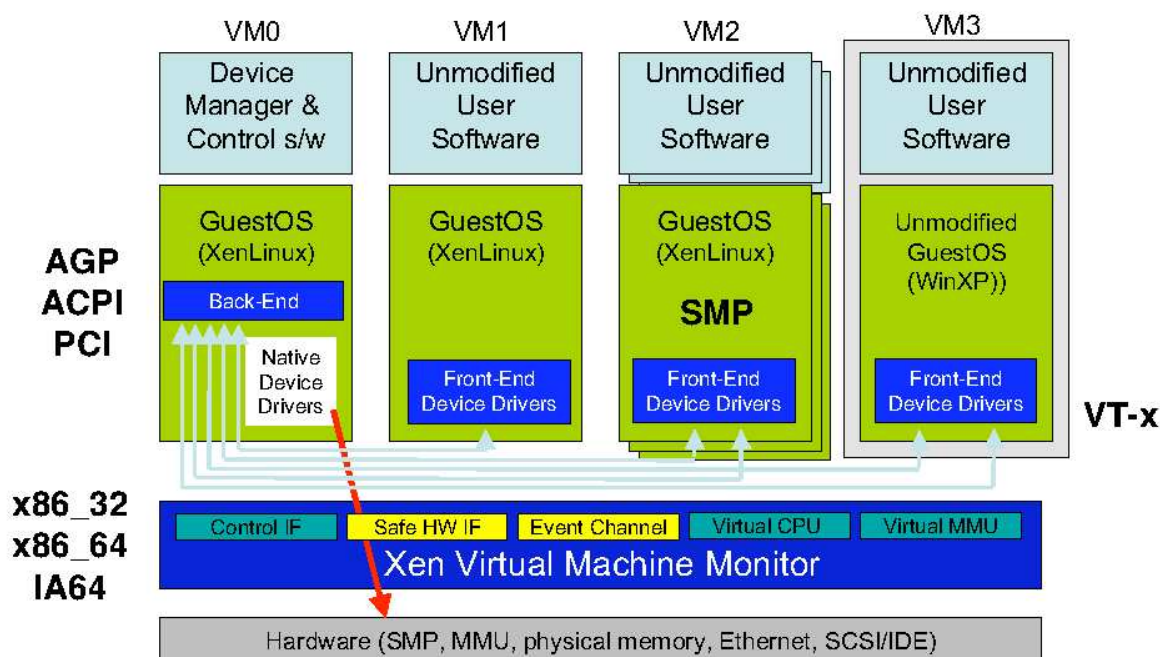 VM0
VM1
VM2
VM3
Device
Manager &
Control s/w
Unmodified
User
Software
Unmodified
User
Software
Unmodified
User
Software
GuestOS
(XenLinux)
Back-End
Native
Device
Drivers
GuestOS
(XenLinux)
Front-End
Device Drivers
GuestOS
(XenLinux)
SMP
Front-End
Device Drivers
Unmodified
GuestOS
(WinXP))
Front-End
Device Drivers
AGP
ACPI
PCI
VT-x
x86_32
x86_64
IA64
Control IF
Safe HW IF
Event Channel
Virtual CPU
Virtual MMU
Xen Virtual Machine Monitor
Hardware (SMP, MMU, physical memory, Ethernet, SCSI/IDE)